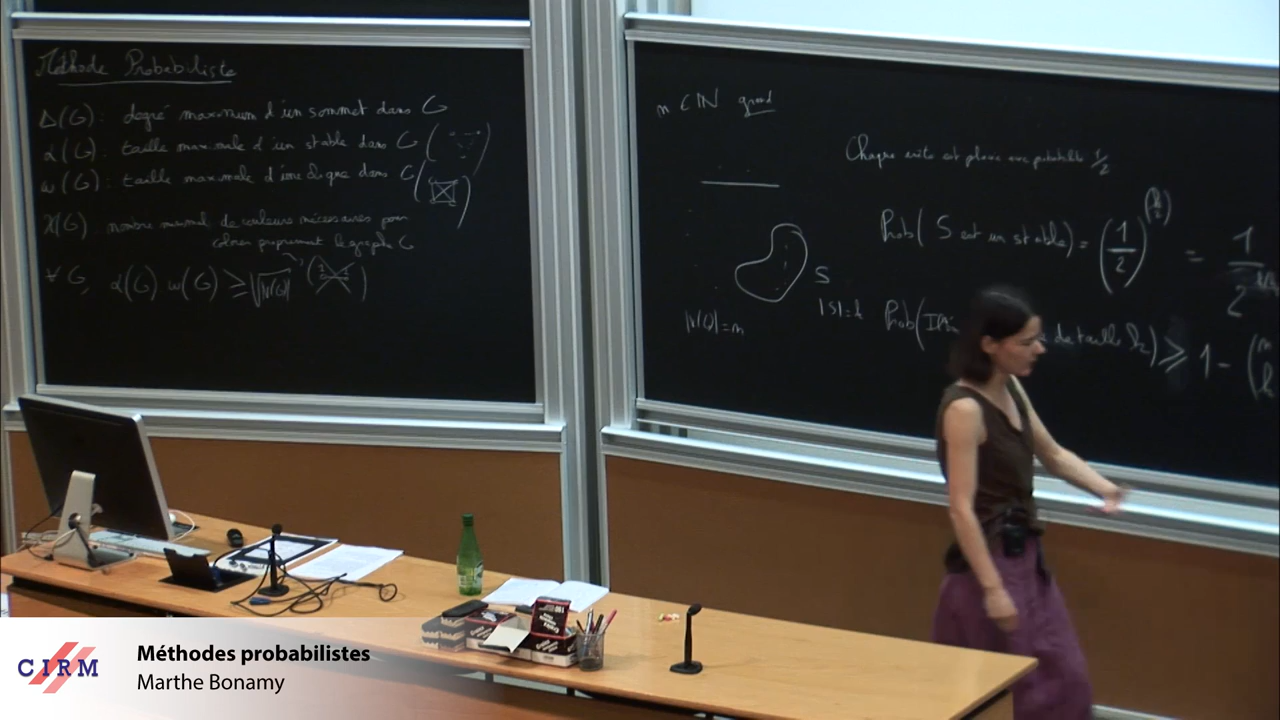 Méthode Probabiliste
Δ(G): degré maximum d'un sommet dans G
α(G): taille maximale d'un stable dans G
ω(G): taille maximale d'une clique dans G
χ(G) nombre minimal de couleurs nécessaires pour
colorer proprement le graphe G
∀ G, α(G) ω(G) ≥ √|V(G)|
n ∈ ℕ grand
Chaque arête est placée avec probabilité 1/2
Prob( S est un stable) = (1/2)^(k 2) = 1
S
|S|=k
|V(G)|=n
Prob( de taille k) ≥ 1 - (n k
CIRM
Méthodes probabilistes
Marthe Bonamy